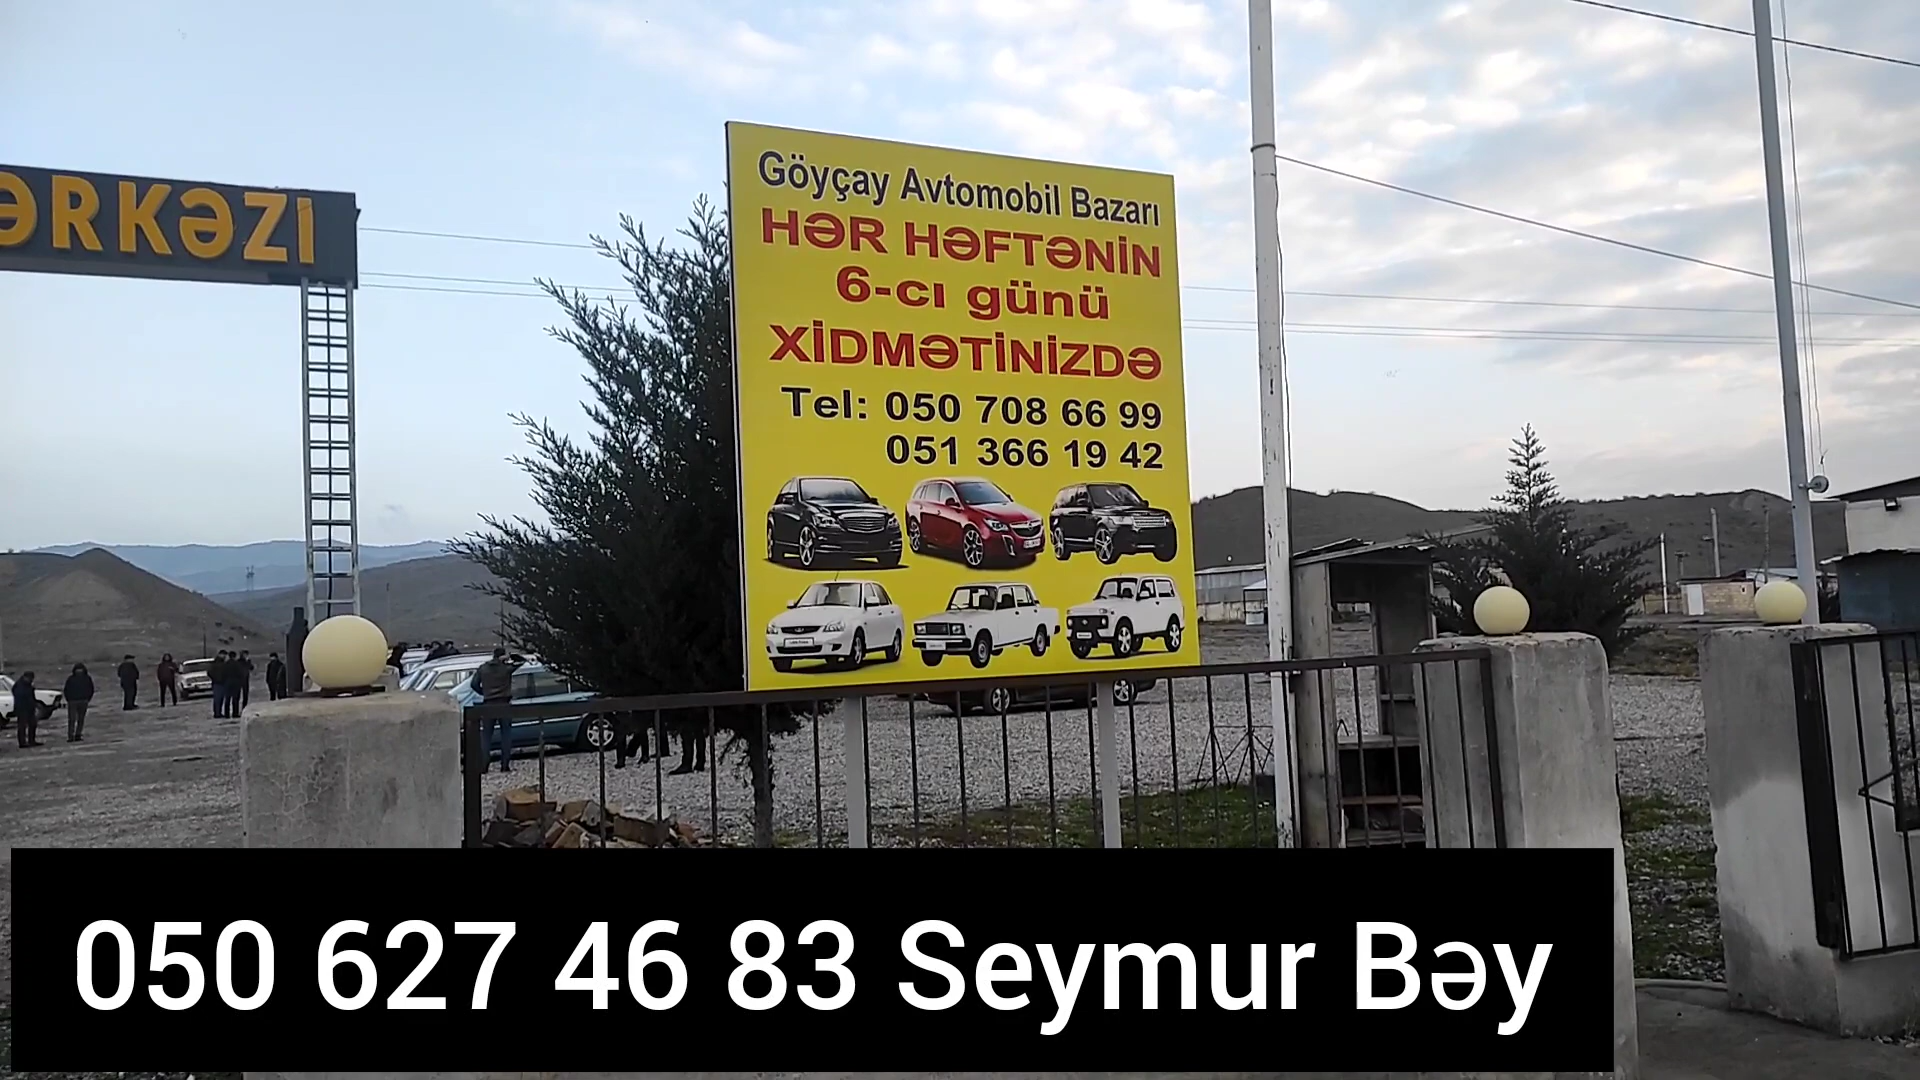 ƏRKƏZI
Göyçay Avtomobil Bazarı
HƏR HƏFTƏNİN
6-cı günü
XİDMƏTİNİZDƏ
Tel: 050 708 66 99
051 366 19 42
050 627 46 83 Seymur Bəy